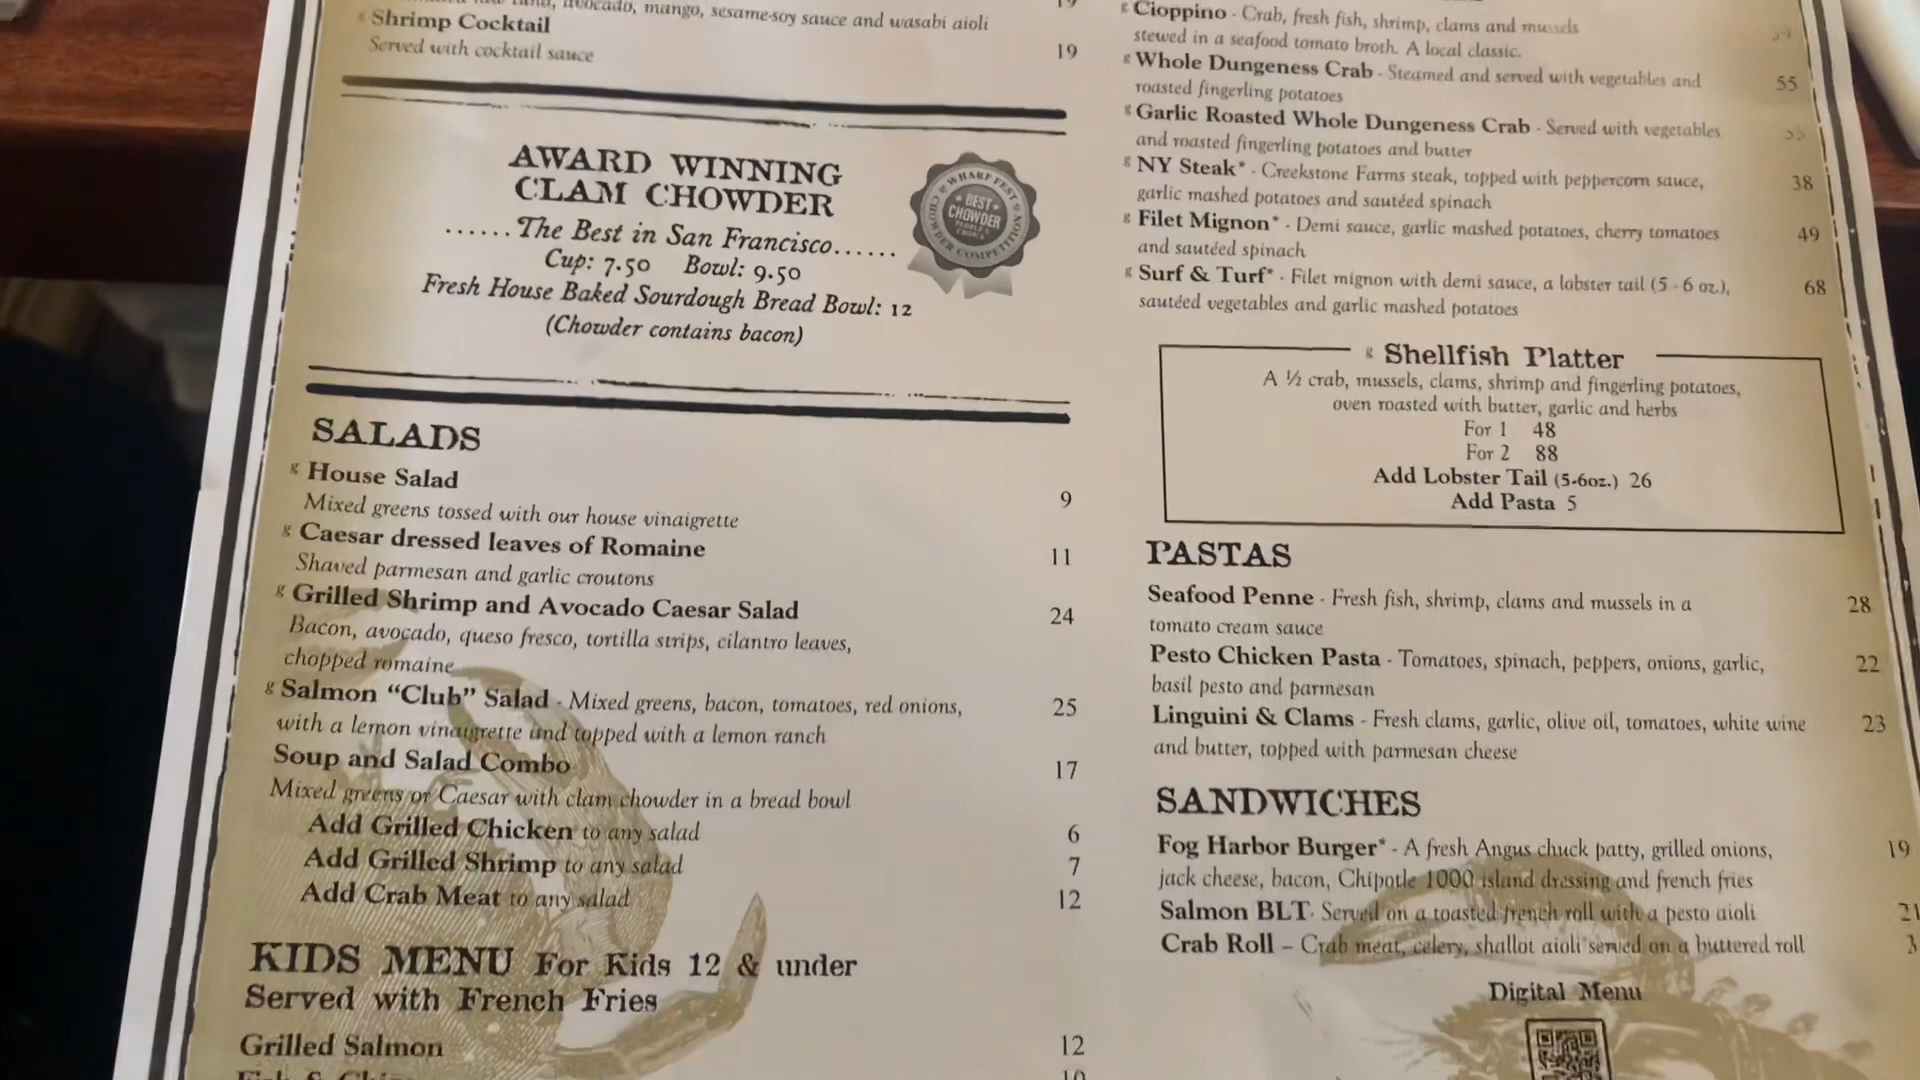 avocado, mango, sesame-soy sauce and wasabi aioli
g Shrimp Cocktail
Served with cocktail sauce 19
AWARD WINNING
CLAM CHOWDER
......The Best in San Francisco......
Cup: 7.50 Bowl: 9.50
Fresh House Baked Sourdough Bread Bowl: 12
(Chowder contains bacon)
WHARF FEST
BEST
CHOWDER
PEOPLE'S
CHOICE
CHOWDER COMPETITION
SALADS
g House Salad 9
Mixed greens tossed with our house vinaigrette
g Caesar dressed leaves of Romaine 11
Shaved parmesan and garlic croutons
g Grilled Shrimp and Avocado Caesar Salad 24
Bacon, avocado, queso fresco, tortilla strips, cilantro leaves,
chopped romaine
g Salmon “Club” Salad - Mixed greens, bacon, tomatoes, red onions, 25
with a lemon vinaigrette and topped with a lemon ranch
Soup and Salad Combo 17
Mixed greens or Caesar with clam chowder in a bread bowl
Add Grilled Chicken to any salad 6
Add Grilled Shrimp to any salad 7
Add Crab Meat to any salad 12
KIDS MENU For Kids 12 & under
Served with French Fries
Grilled Salmon 12
g Cioppino - Crab, fresh fish, shrimp, clams and mussels
stewed in a seafood tomato broth. A local classic.
g Whole Dungeness Crab - Steamed and served with vegetables and 55
roasted fingerling potatoes
g Garlic Roasted Whole Dungeness Crab - Served with vegetables
and roasted fingerling potatoes and butter
g NY Steak* - Creekstone Farms steak, topped with peppercorn sauce, 38
garlic mashed potatoes and sautéed spinach
g Filet Mignon* - Demi sauce, garlic mashed potatoes, cherry tomatoes 49
and sautéed spinach
g Surf & Turf* - Filet mignon with demi sauce, a lobster tail (5 - 6 oz.), 68
sautéed vegetables and garlic mashed potatoes
g Shellfish Platter
A ½ crab, mussels, clams, shrimp and fingerling potatoes,
oven roasted with butter, garlic and herbs
For 1 48
For 2 88
Add Lobster Tail (5-6oz.) 26
Add Pasta 5
PASTAS
Seafood Penne - Fresh fish, shrimp, clams and mussels in a 28
tomato cream sauce
Pesto Chicken Pasta - Tomatoes, spinach, peppers, onions, garlic, 22
basil pesto and parmesan
Linguini & Clams - Fresh clams, garlic, olive oil, tomatoes, white wine 23
and butter, topped with parmesan cheese
SANDWICHES
Fog Harbor Burger* - A fresh Angus chuck patty, grilled onions, 19
jack cheese, bacon, Chipotle 1000 island dressing and french fries
Salmon BLT- Served on a toasted french roll with a pesto aioli 21
Crab Roll – Crab meat, celery, shallot aioli served on a buttered roll
Digital Menu